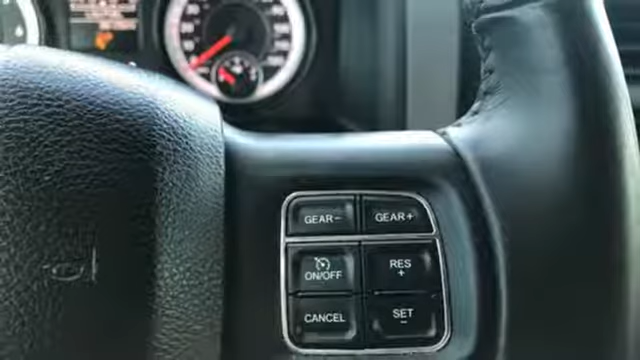 GEAR- GEAR+
ON/OFF RES
+
CANCEL SET
-